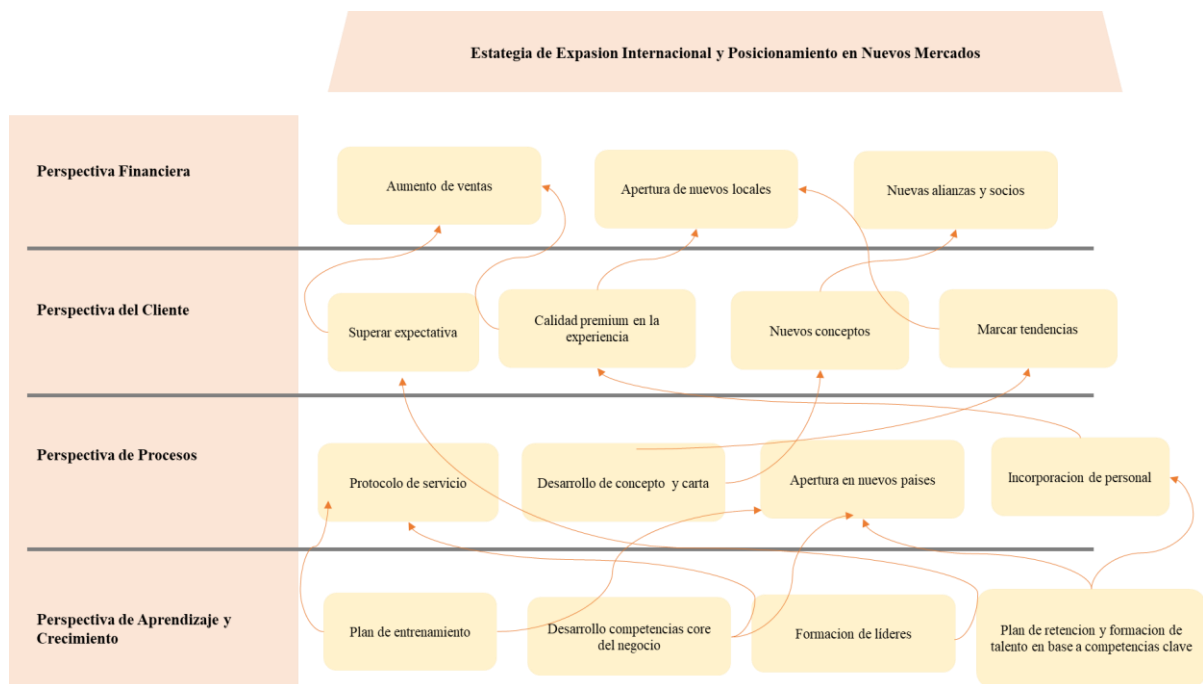 Estategia de Expasion Internacional y Posicionamiento en Nuevos Mercados
Perspectiva Financiera
Aumento de ventas
Apertura de nuevos locales
Nuevas alianzas y socios
Perspectiva del Cliente
Superar expectativa
Calidad premium en la
experiencia
Nuevos conceptos
Marcar tendencias
Perspectiva de Procesos
Protocolo de servicio
Desarrollo de concepto y carta
Apertura en nuevos paises
Incorporacion de personal
Perspectiva de Aprendizaje y
Crecimiento
Plan de entrenamiento
Desarrollo competencias core
del negocio
Formacion de líderes
Plan de retencion y formacion de
talento en base a competencias clave